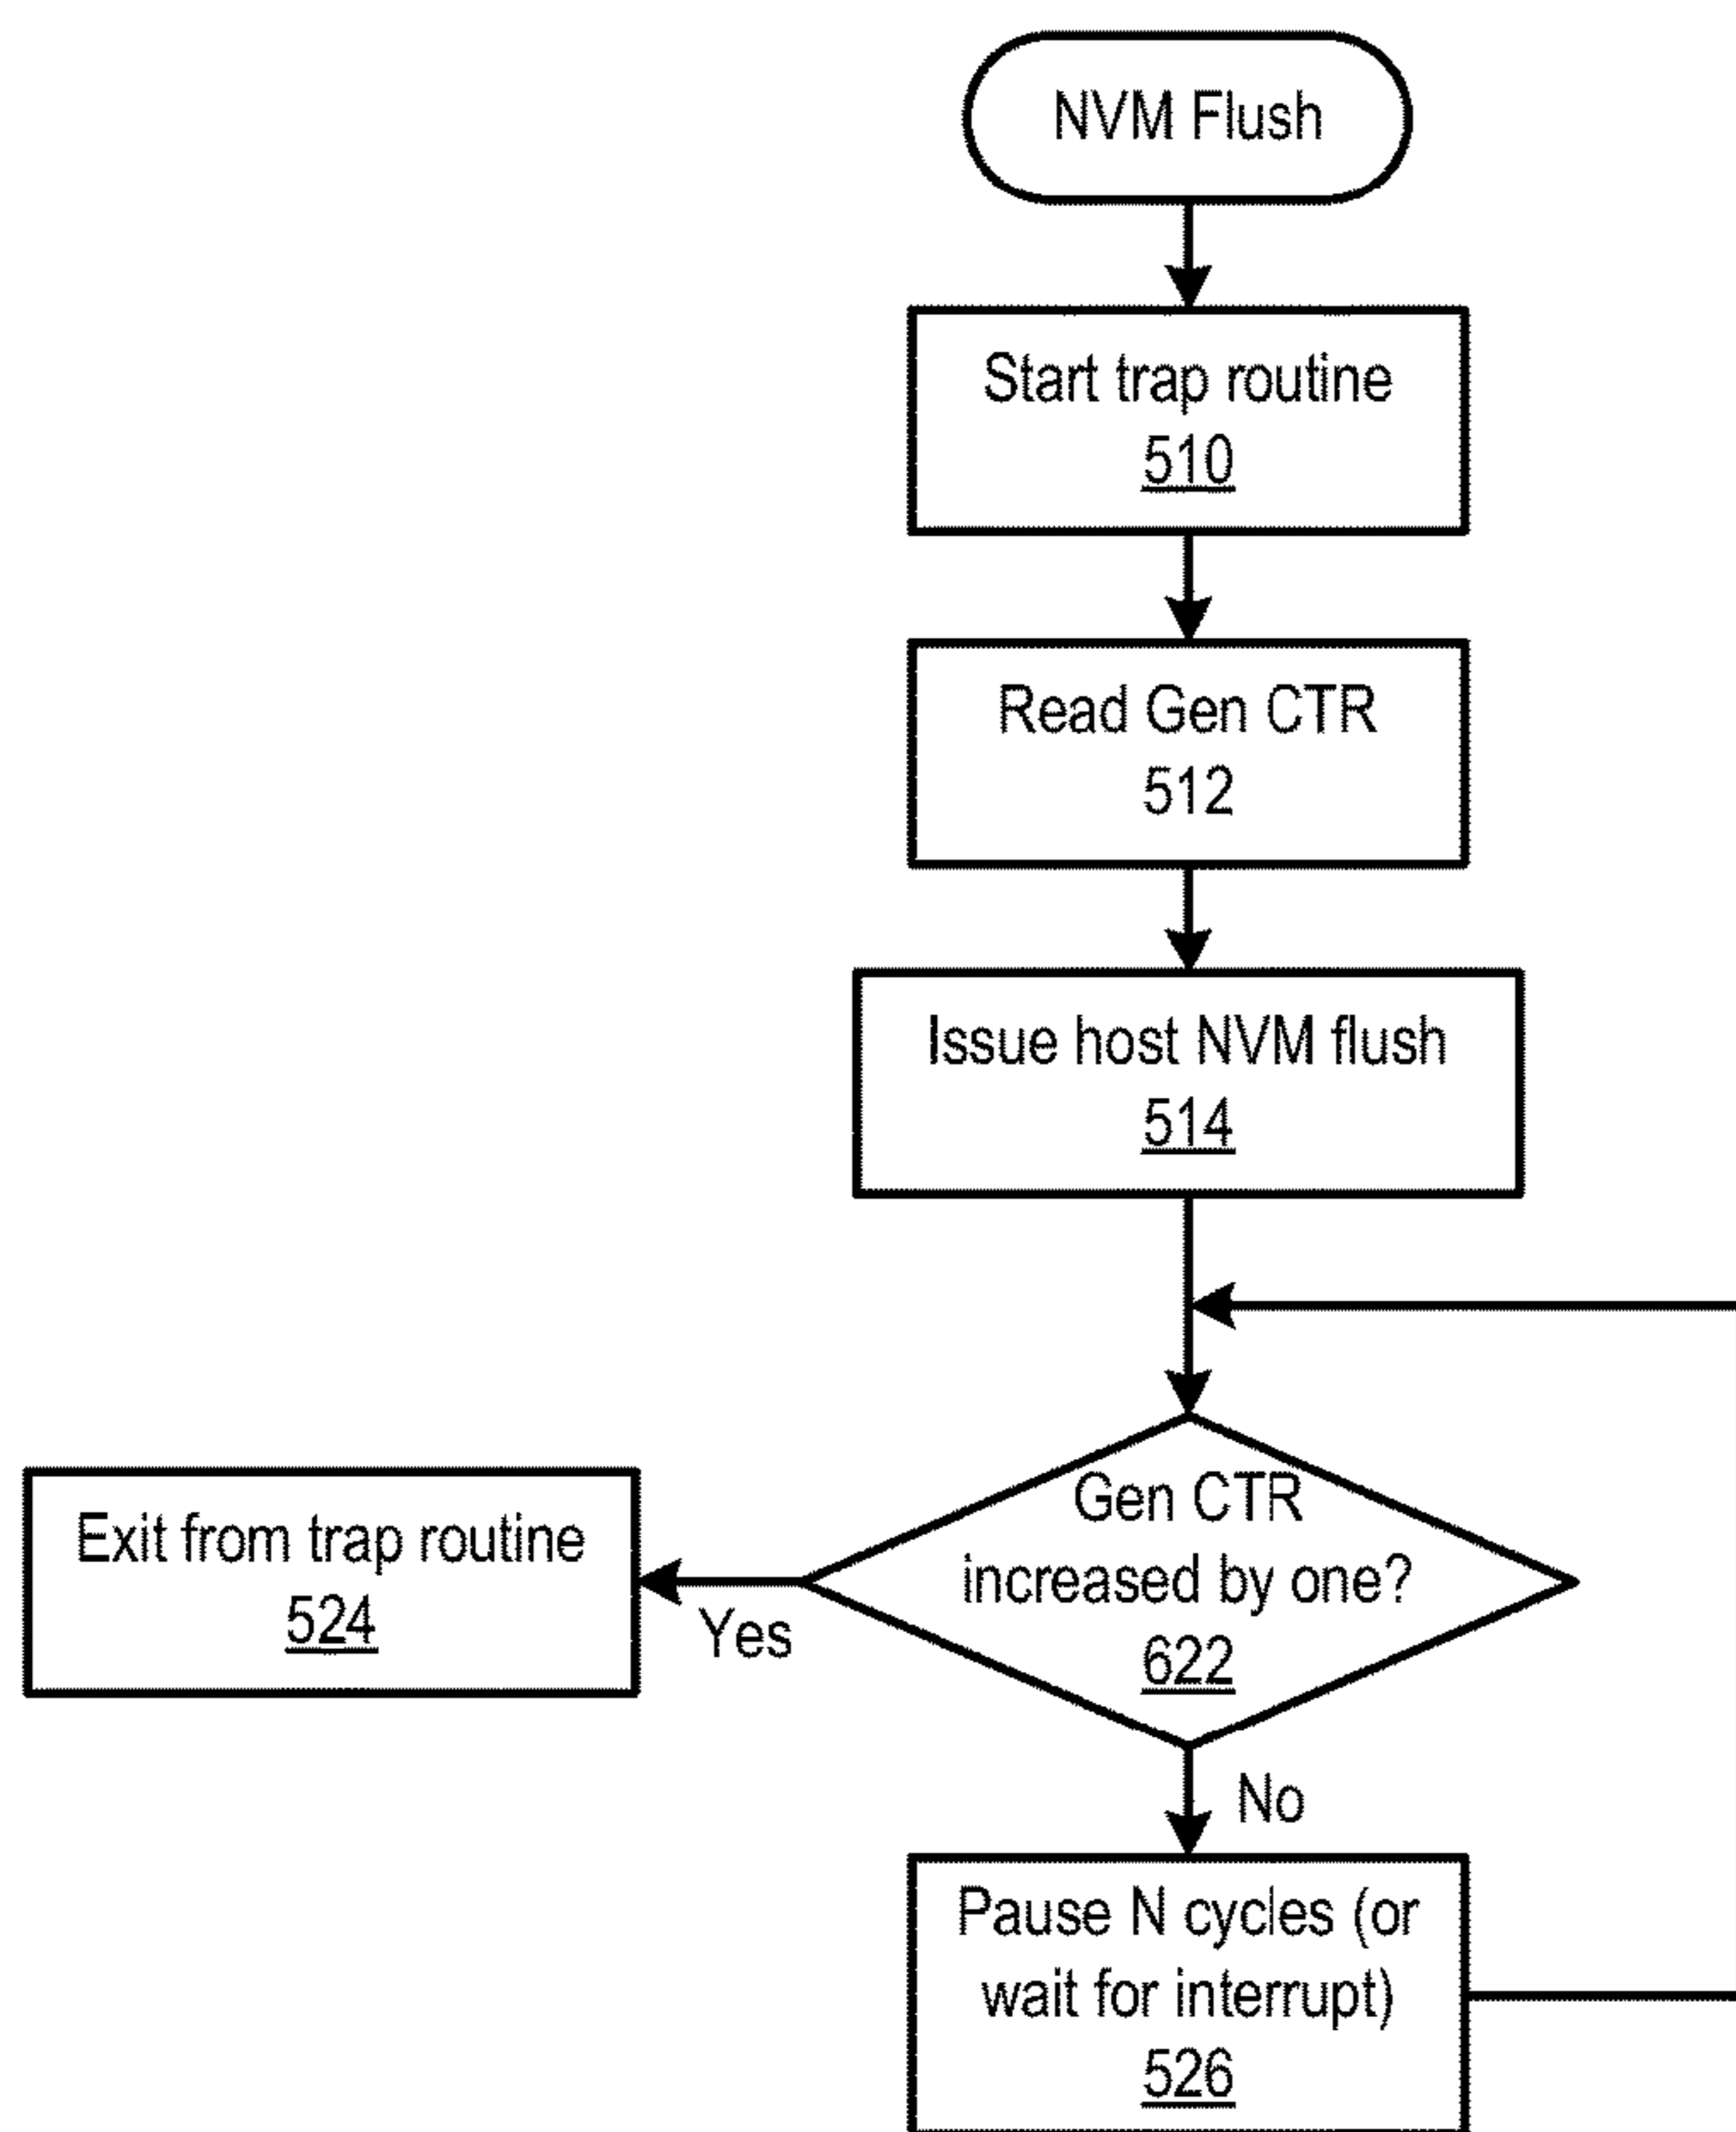 NVM Flush
Start trap routine
510
Read Gen CTR
512
Issue host NVM flush
514
Gen CTR
increased by one?
622
Exit from trap routine
524
Yes
No
Pause N cycles (or
wait for interrupt)
526